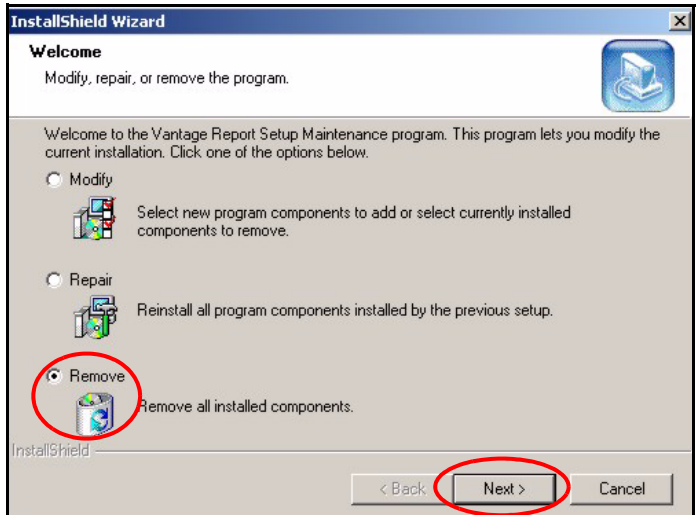 InstallShield Wizard
Welcome
Modify, repair, or remove the program.
Welcome to the Vantage Report Setup Maintenance program. This program lets you modify the
current installation. Click one of the options below.
Modify
Select new program components to add or select currently installed
components to remove.
Repair
Reinstall all program components installed by the previous setup.
Remove
Remove all installed components.
InstallShield
< Back
Next >
Cancel